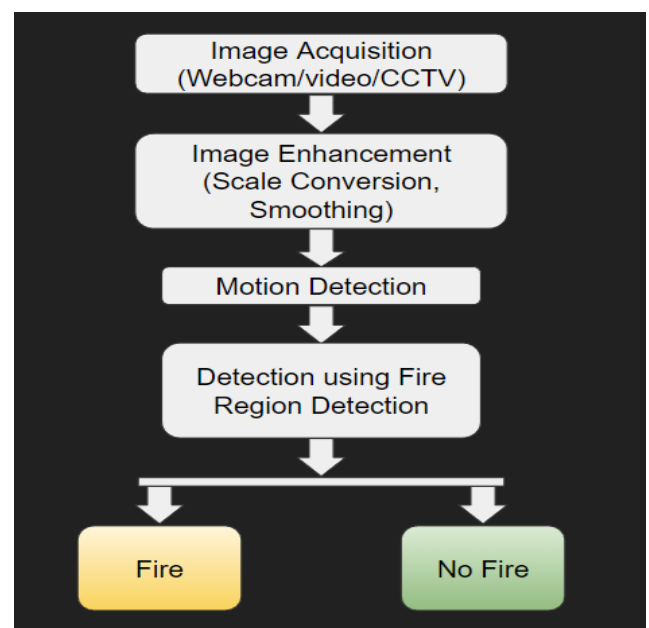 Image Acquisition
(Webcam/video/CCTV)
Image Enhancement
(Scale Conversion,
Smoothing)
Motion Detection
Detection using Fire
Region Detection
Fire
No Fire